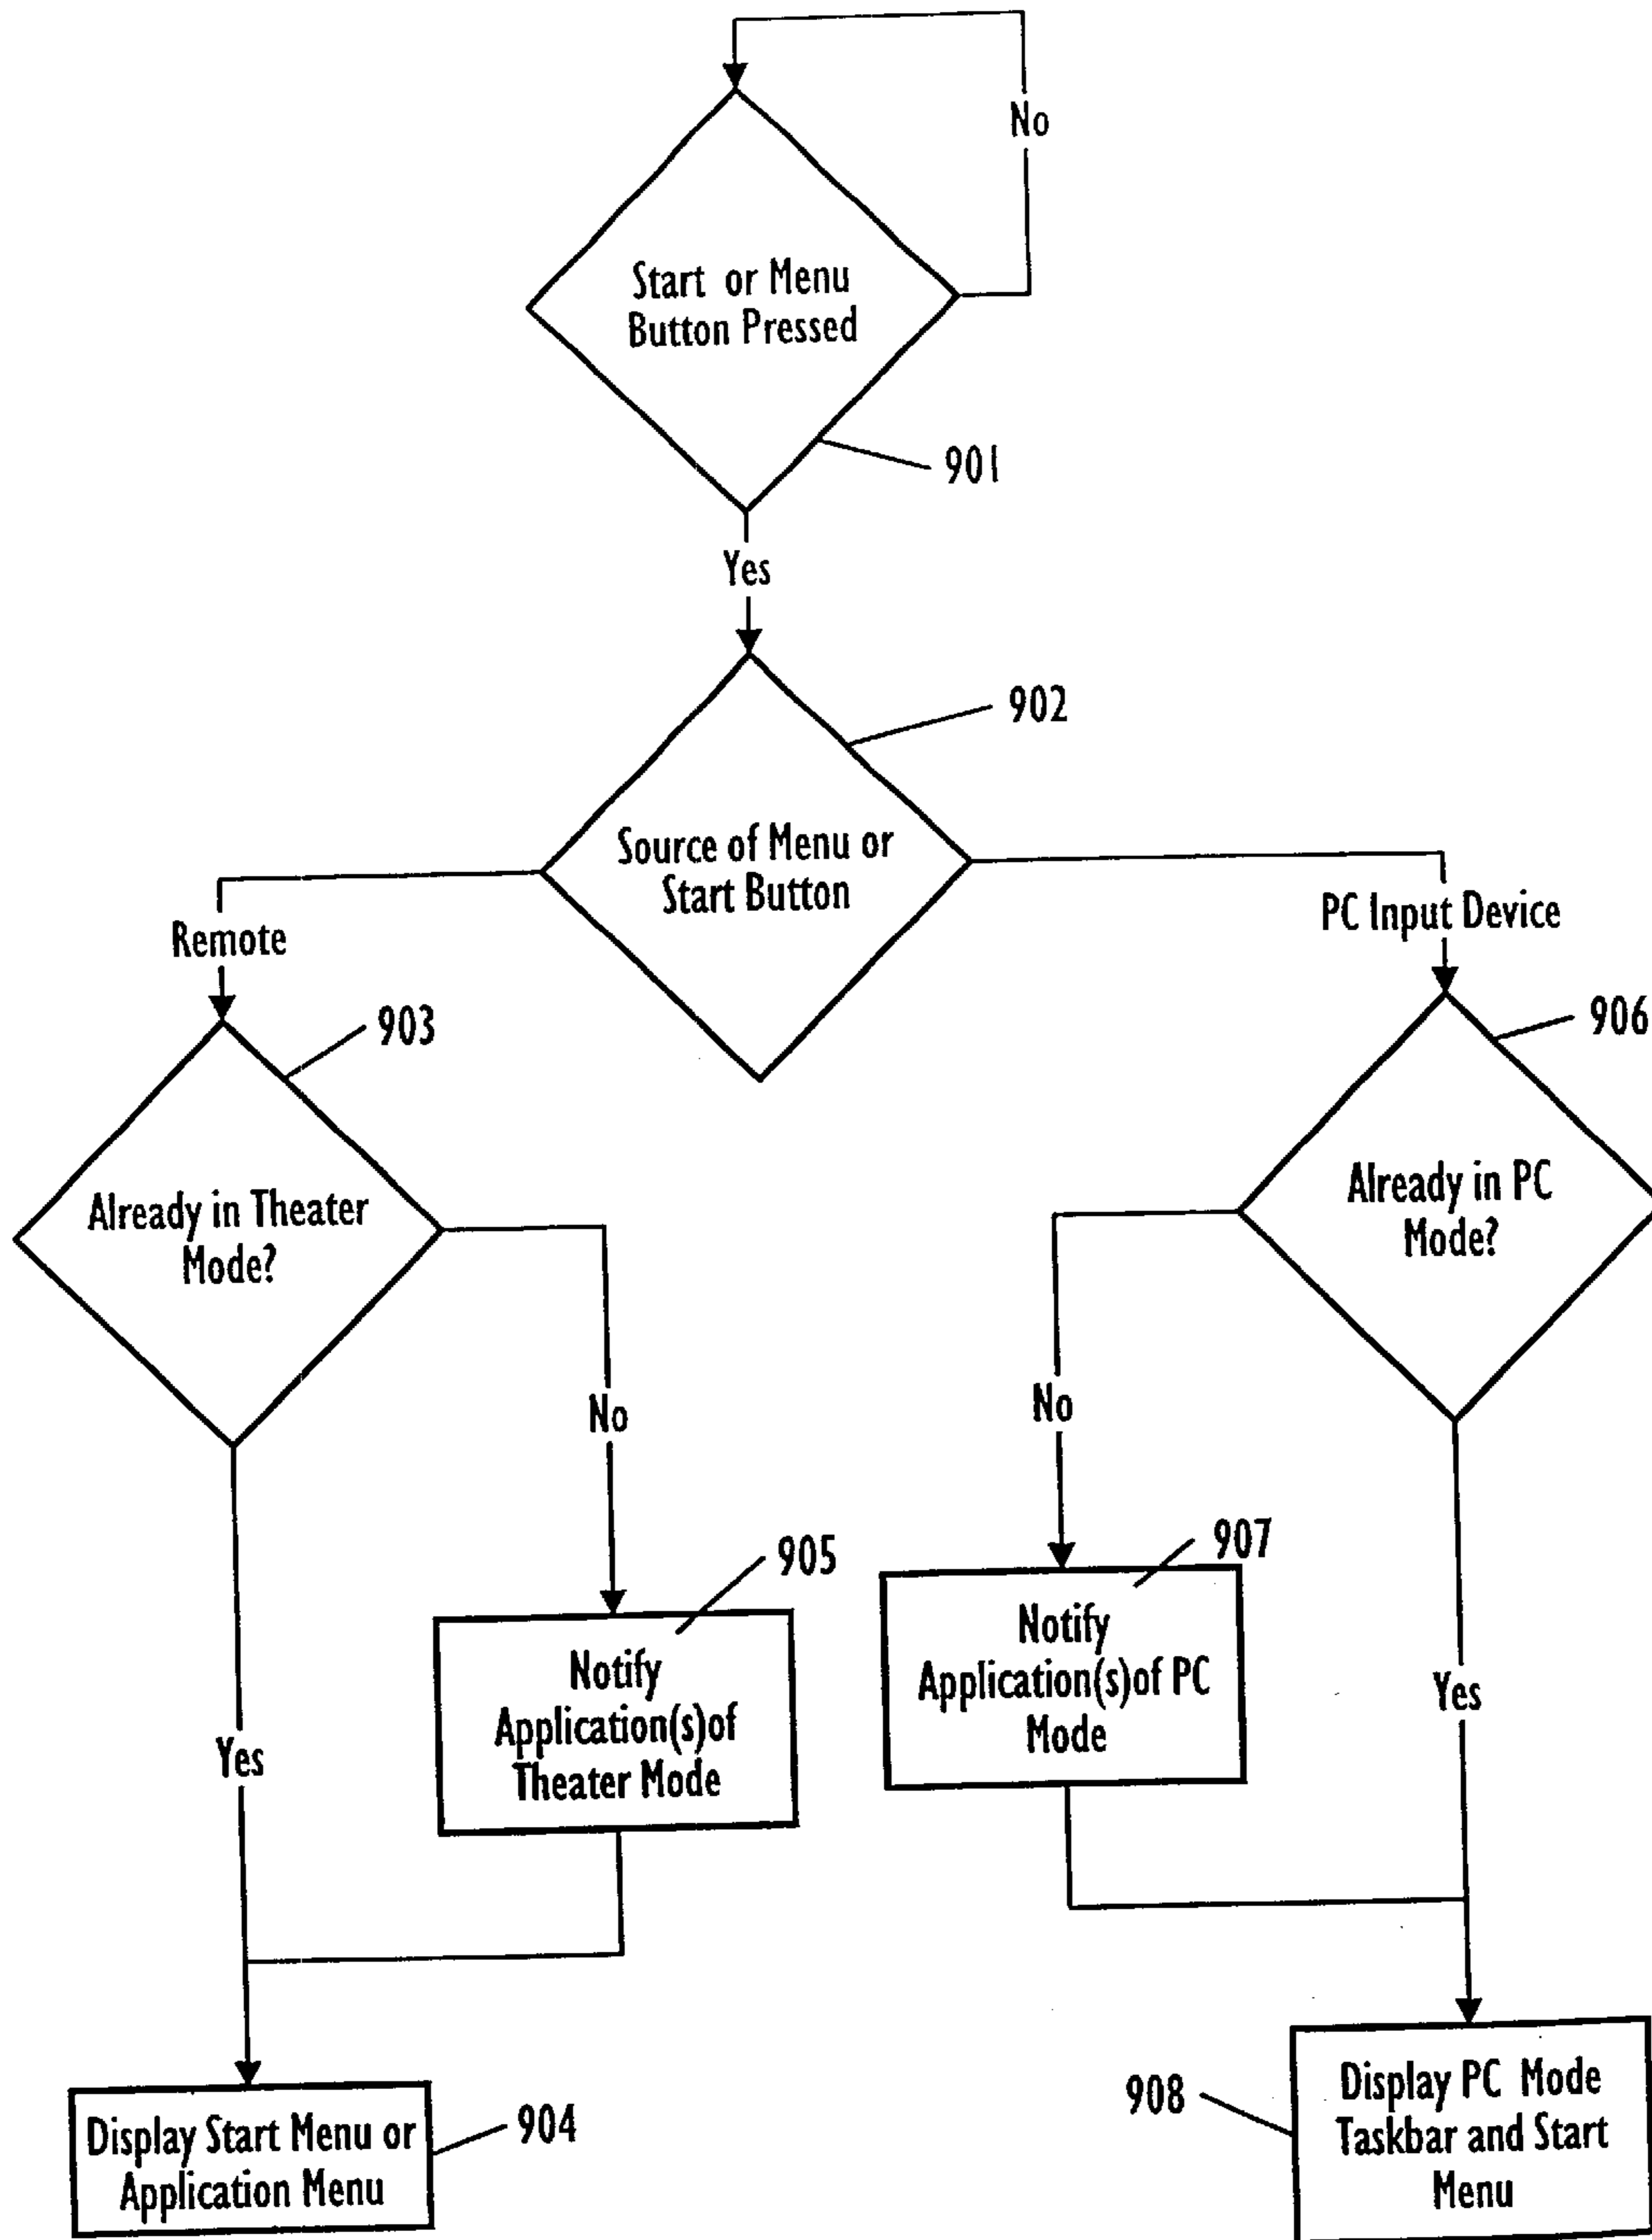 No
Start or Menu
Button Pressed
901
Yes
902
Source of Menu or
Start Button
Remote
PC Input Device
903
906
Already in Theater
Mode?
Already in PC
Mode?
No
No
905
907
Notify
Application(s)of
Theater Mode
Notify
Application(s)of PC
Mode
Yes
Yes
Display Start Menu or
Application Menu
904
908
Display PC Mode
Taskbar and Start
Menu